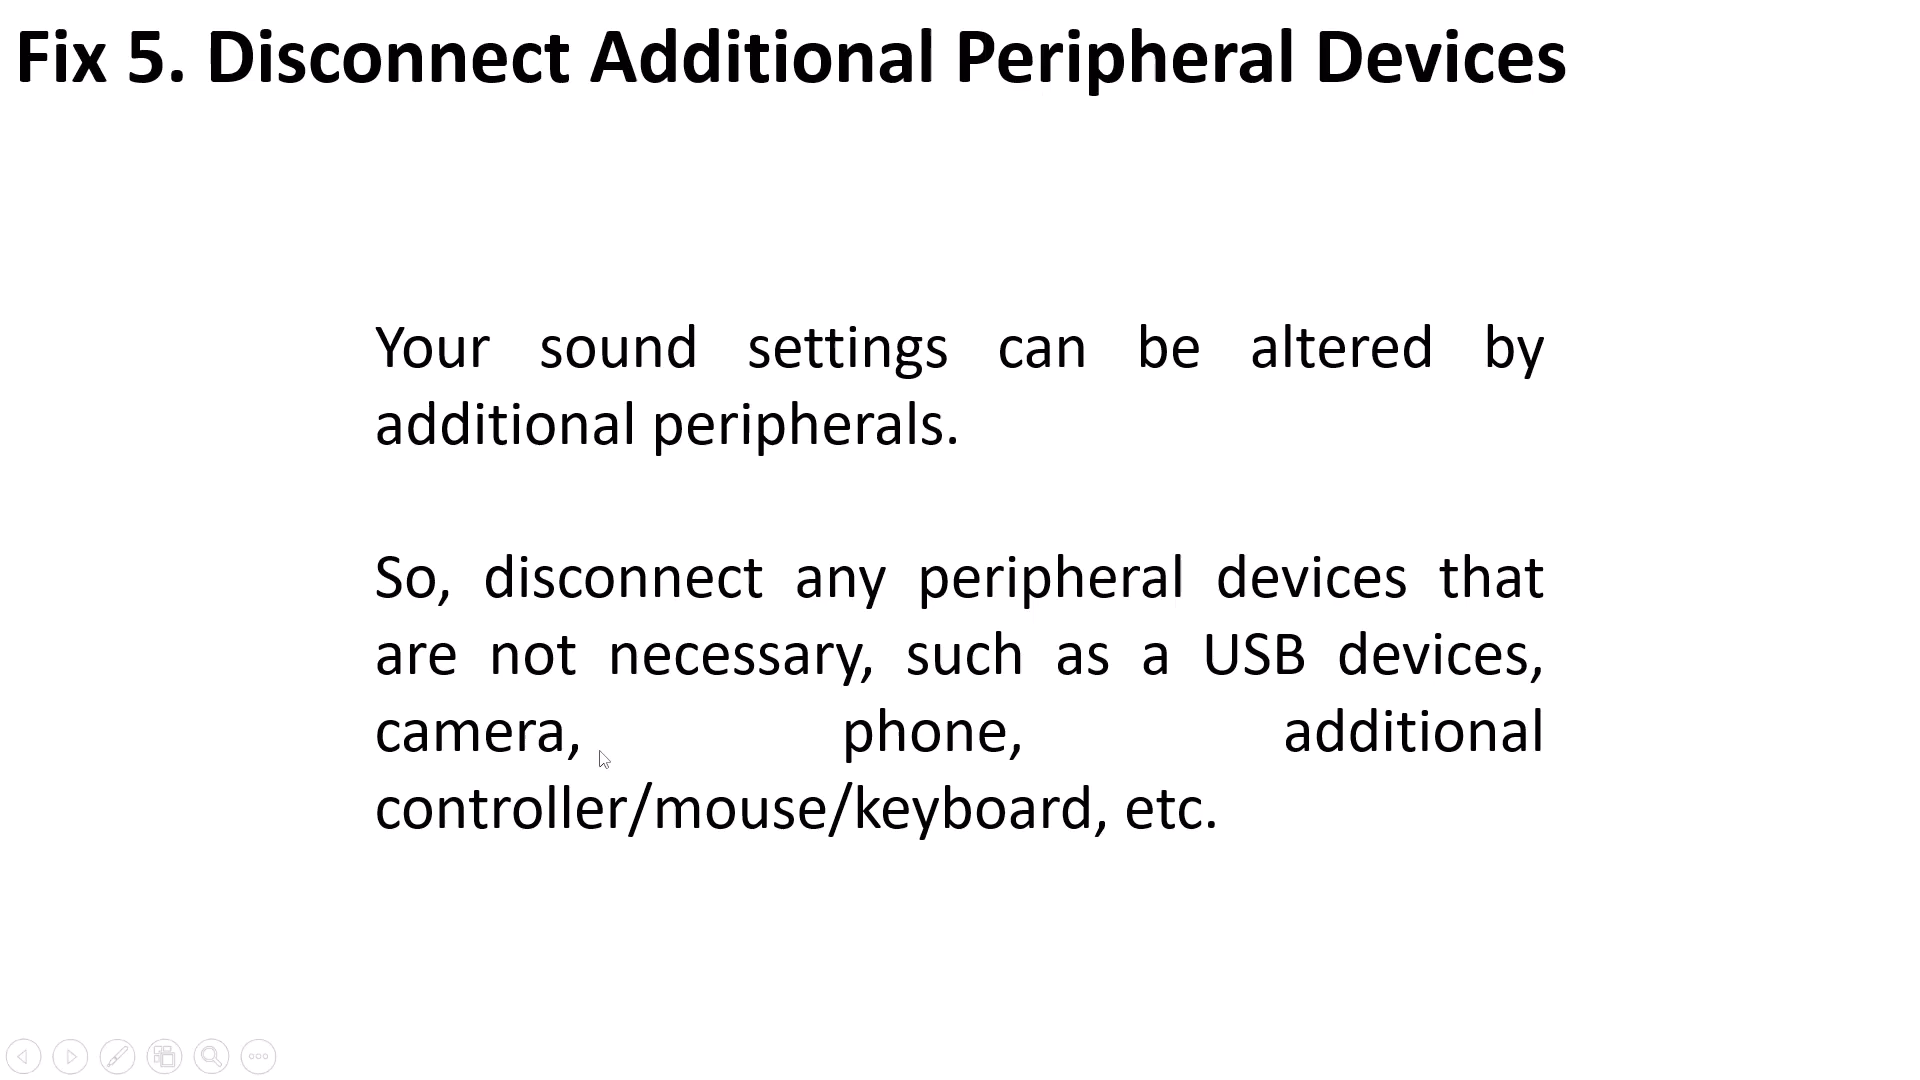 Fix 5. Disconnect Additional Peripheral Devices
Your sound settings can be altered by
additional peripherals.
So, disconnect any peripheral devices that
are not necessary, such as a USB devices,
camera, phone, additional
controller/mouse/keyboard, etc.